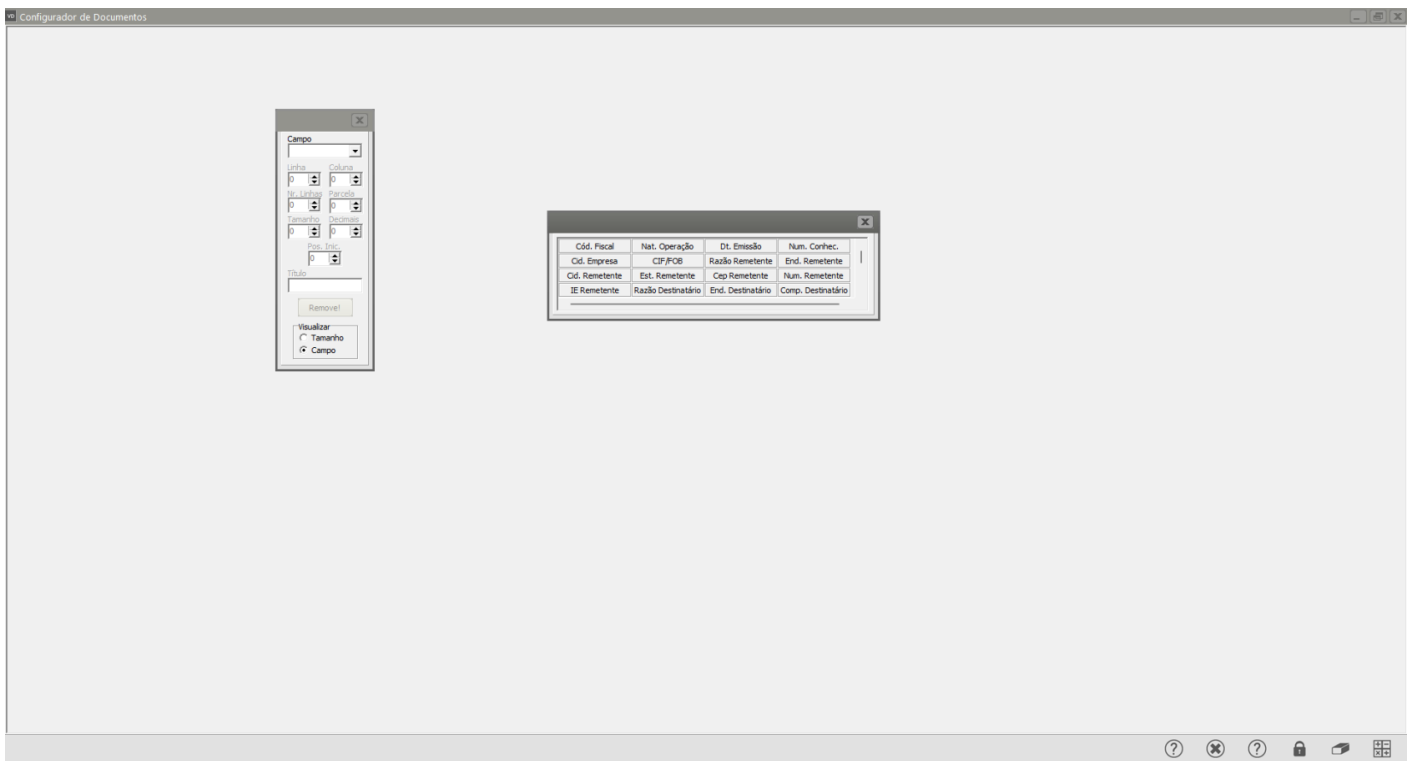 VB Configurador de Documentos
Campo
Linha Coluna
0 0
Nr. Linhas Parcela
0 0
Tamanho Decimais
0 0
Pos. Inic.
0
Título
Remove!
Visualizar
Tamanho
Campo
Cód. Fiscal Nat. Operação Dt. Emissão Num. Conhec.
Cid. Empresa CIF/FOB Razão Remetente End. Remetente
Cid. Remetente Est. Remetente Cep Remetente Num. Remetente
IE Remetente Razão Destinatário End. Destinatário Comp. Destinatário